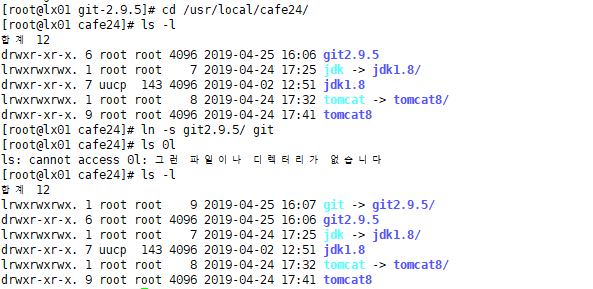 [root@lx01 git-2.9.5]# cd /usr/local/cafe24/
[root@lx01 cafe24]# ls -l
합계 12
drwxr-xr-x. 6 root root 4096 2019-04-25 16:06 git2.9.5
lrwxrwxrwx. 1 root root    7 2019-04-24 17:25 jdk -> jdk1.8/
drwxr-xr-x. 7 uucp  143 4096 2019-04-02 12:51 jdk1.8
lrwxrwxrwx. 1 root root    8 2019-04-24 17:32 tomcat -> tomcat8/
drwxr-xr-x. 9 root root 4096 2019-04-24 17:41 tomcat8
[root@lx01 cafe24]# ln -s git2.9.5/ git
[root@lx01 cafe24]# ls 0l
ls: cannot access 0l: 그런 파일이나 디렉터리가 없습니다
[root@lx01 cafe24]# ls -l
합계 12
lrwxrwxrwx. 1 root root    9 2019-04-25 16:07 git -> git2.9.5/
drwxr-xr-x. 6 root root 4096 2019-04-25 16:06 git2.9.5
lrwxrwxrwx. 1 root root    7 2019-04-24 17:25 jdk -> jdk1.8/
drwxr-xr-x. 7 uucp  143 4096 2019-04-02 12:51 jdk1.8
lrwxrwxrwx. 1 root root    8 2019-04-24 17:32 tomcat -> tomcat8/
drwxr-xr-x. 9 root root 4096 2019-04-24 17:41 tomcat8